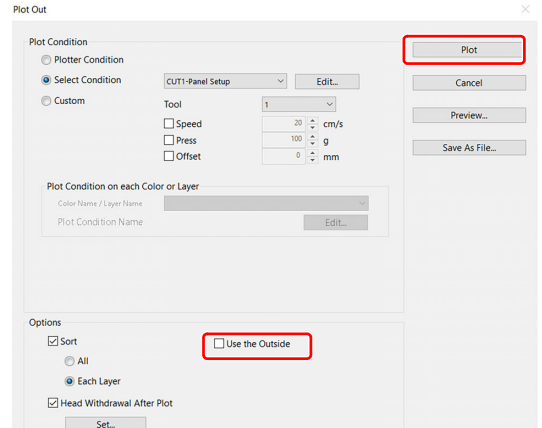 Plot Out
Plot Condition
Plotter Condition
Select Condition
CUT1-Panel Setup
Edit...
Custom
Tool
1
Speed
20
cm/s
Press
100
g
Offset
0
mm
Plot Condition on each Color or Layer
Color Name / Layer Name
Plot Condition Name
Edit...
Plot
Cancel
Preview...
Save As File...
Options
Sort
Use the Outside
All
Each Layer
Head Withdrawal After Plot
Set...